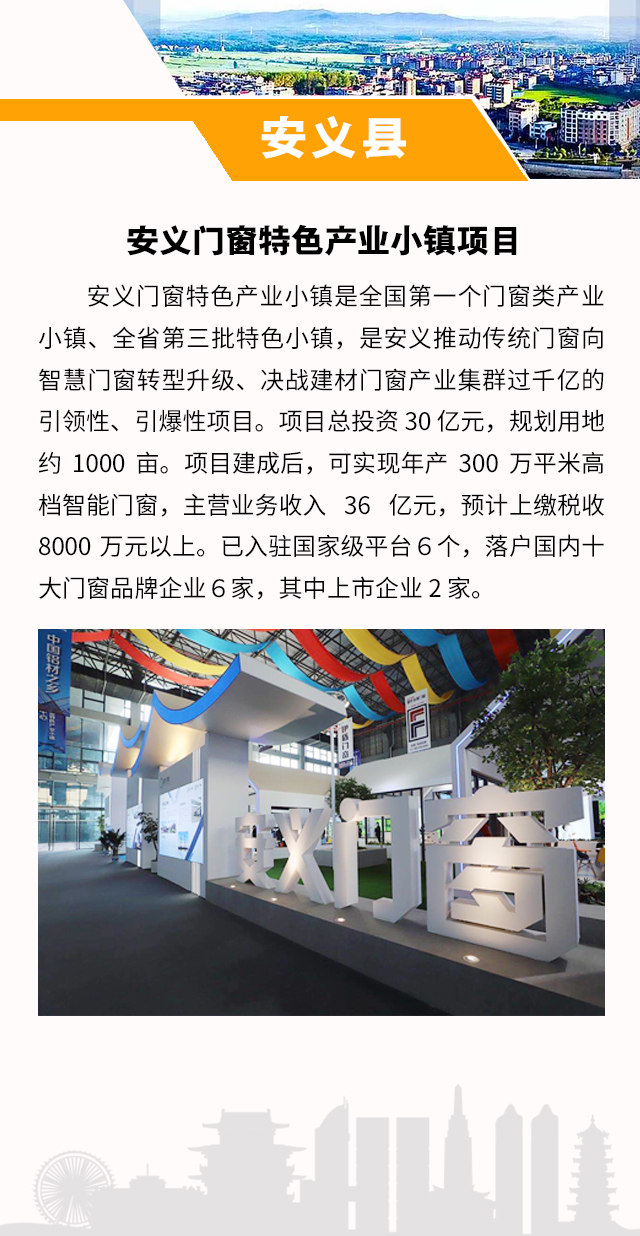 安义县
安义门窗特色产业小镇项目
安义门窗特色产业小镇是全国第一个门窗类产业
小镇、全省第三批特色小镇，是安义推动传统门窗向
智慧门窗转型升级、决战建材门窗产业集群过千亿的
引领性、引爆性项目。项目总投资 30 亿元，规划用地
约 1000 亩。项目建成后，可实现年产 300 万平米高
档智能门窗，主营业务收入 36 亿元，预计上缴税收
8000 万元以上。已入驻国家级平台６个，落户国内十
大门窗品牌企业６家，其中上市企业 2 家。
中国铝材之乡
安义门窗